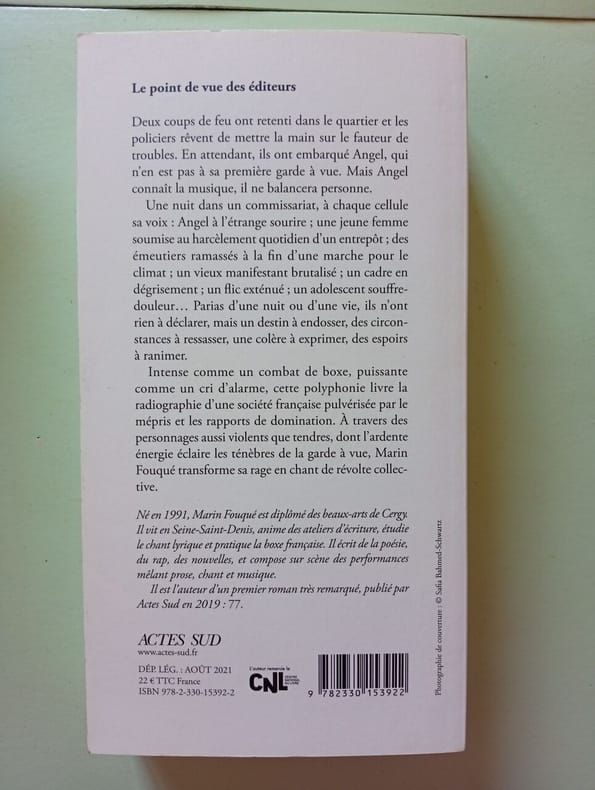 Le point de vue des éditeurs
Deux coups de feu ont retenti dans le quartier et les
policiers rêvent de mettre la main sur le fauteur de
troubles. En attendant, ils ont embarqué Angel, qui
n'en est pas à sa première garde à vue. Mais Angel
connaît la musique, il ne balancera personne.
Une nuit dans un commissariat, à chaque cellule
sa voix : Angel à l'étrange sourire ; une jeune femme
soumise au harcèlement quotidien d'un entrepôt ; des
émeutiers ramassés à la fin d'une marche pour le
climat ; un vieux manifestant brutalisé ; un cadre en
dégrisement ; un flic exténué ; un adolescent souffre-
douleur… Parias d'une nuit ou d'une vie, ils n'ont
rien à déclarer, mais un destin à endosser, des circon-
stances à ressasser, une colère à exprimer, des espoirs
à ranimer.
Intense comme un combat de boxe, puissante
comme un cri d'alarme, cette polyphonie livre la
radiographie d'une société française pulvérisée par le
mépris et les rapports de domination. À travers des
personnages aussi violents que tendres, dont l'ardente
énergie éclaire les ténèbres de la garde à vue, Marin
Fouqué transforme sa rage en chant de révolte collec-
tive.
Né en 1991, Marin Fouqué est diplômé des beaux-arts de Cergy.
Il vit en Seine-Saint-Denis, anime des ateliers d'écriture, étudie
le chant lyrique et pratique la boxe française. Il écrit de la poésie,
du rap, des nouvelles, et compose sur scène des performances
mêlant prose, chant et musique.
Il est l'auteur d'un premier roman très remarqué, publié par
Actes Sud en 2019 : 77.
ACTES SUD
www.actes-sud.fr
DÉP. LÉG. : AOÛT 2021
22 € TTC France
ISBN 978-2-330-15392-2
L'auteur remercie le
CNL CENTRE
NATIONAL
DU LIVRE
9 782330 153922
Photographie de couverture : © Safia Bahmed-Schwartz